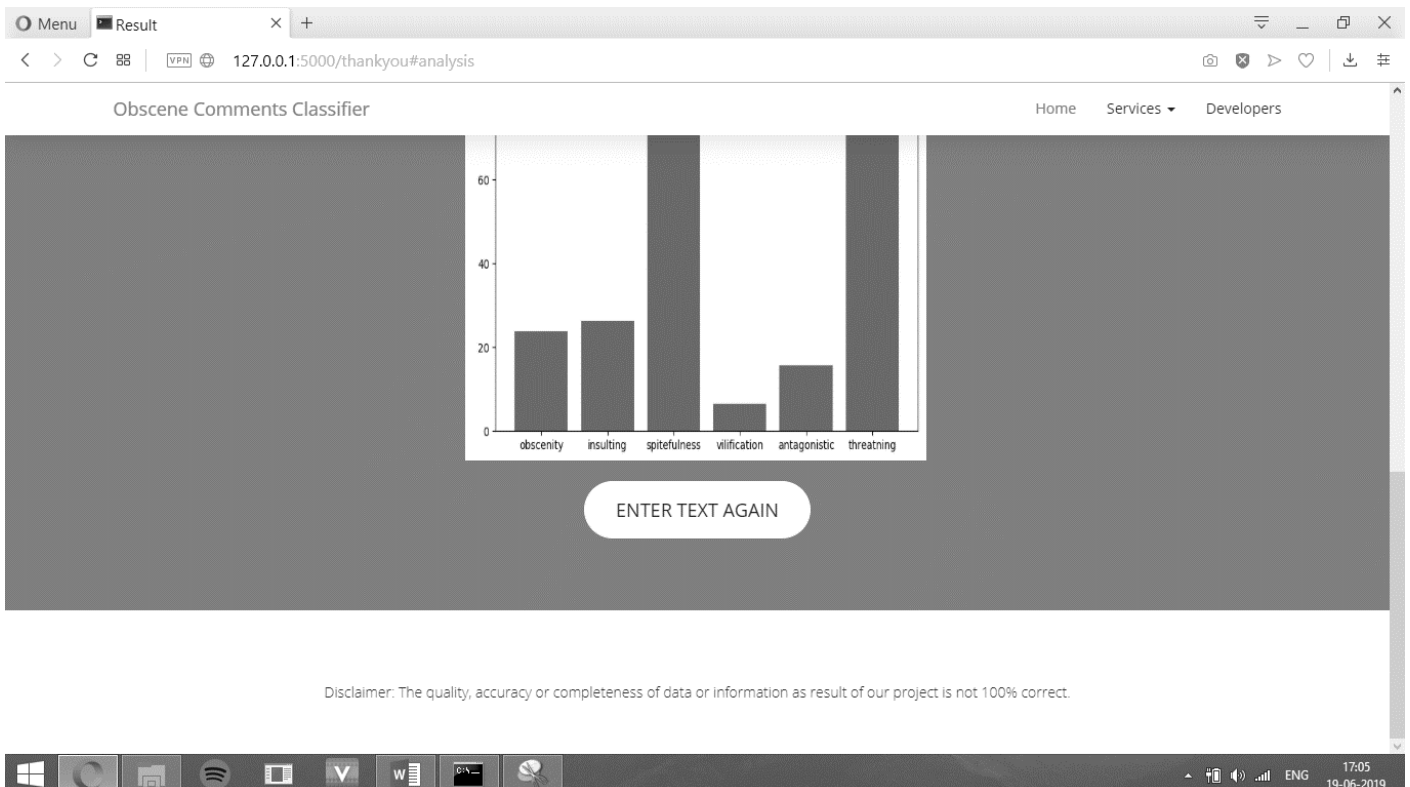 Menu Result
VPN 127.0.0.1:5000/thankyou#analysis
Obscene Comments Classifier Home Services Developers
60
40
20
0
obscenity insulting spitefulness vilification antagonistic threatning
ENTER TEXT AGAIN
Disclaimer: The quality, accuracy or completeness of data or information as result of our project is not 100% correct.
C:\_
ENG 17:05
19-06-2019